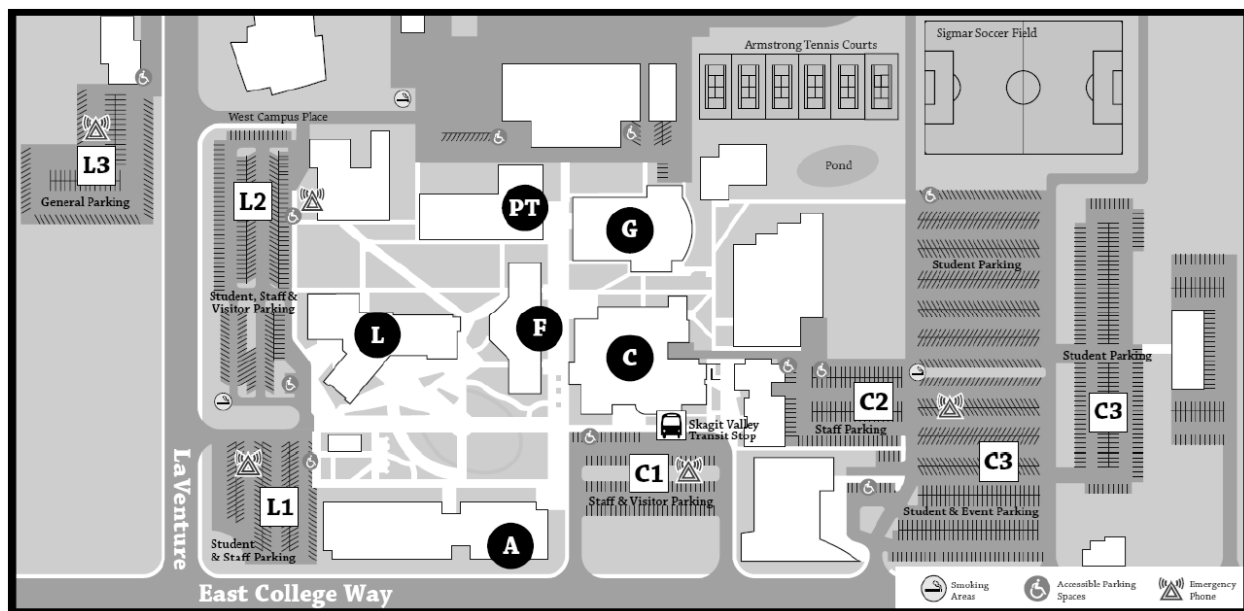 Armstrong Tennis Courts
Sigmar Soccer Field
West Campus Place
L3
General Parking
L2
PT
G
Pond
Student Parking
Student, Staff &
Visitor Parking
L
F
C
Student Parking
C2
C3
Staff Parking
Skagit Valley
Transit Stop
C1
C3
Staff & Visitor Parking
L1
Student & Event Parking
Student
& Staff Parking
A
LaVenture
East College Way
Smoking
Areas
Accessible Parking
Spaces
Emergency
Phone